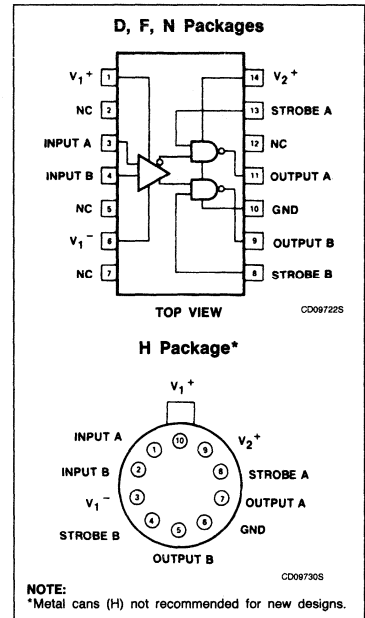 D, F, N Packages
V1+ 1 14 V2+
NC 2 13 STROBE A
INPUT A 3 12 NC
INPUT B 4 11 OUTPUT A
NC 5 10 GND
V1− 6 9 OUTPUT B
NC 7 8 STROBE B
TOP VIEW
CD09722S
H Package*
V1+
INPUT A 1 10 9 V2+
INPUT B 2 8 STROBE A
V1− 3 7 OUTPUT A
STROBE B 4 5 6 GND
OUTPUT B
CD09730S
NOTE:
*Metal cans (H) not recommended for new designs.